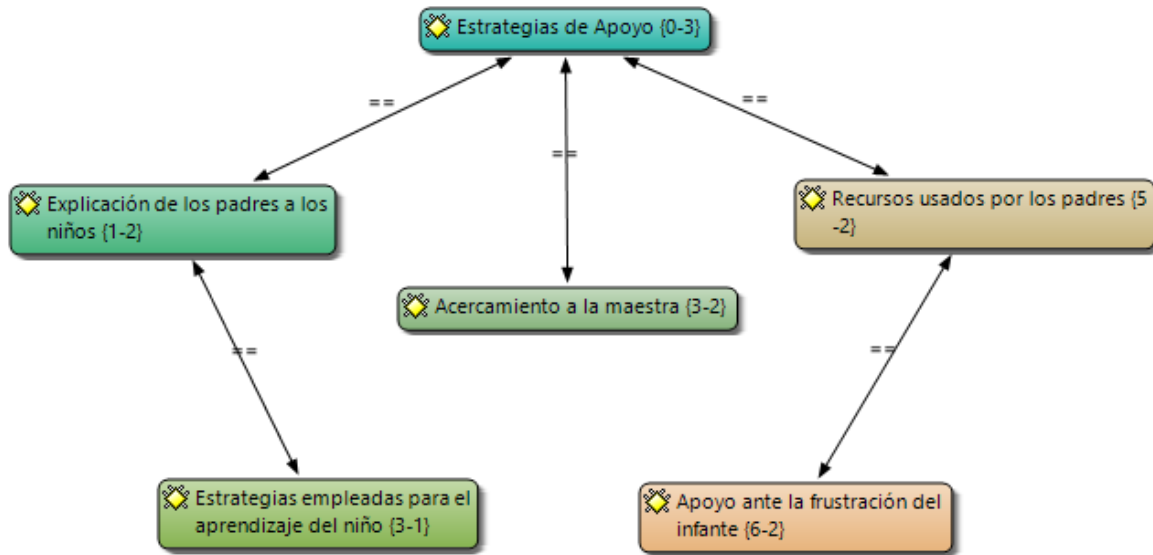 Estrategias de Apoyo {0-3}
==
==
==
Explicación de los padres a los
niños {1-2}
Recursos usados por los padres {5
-2}
Acercamiento a la maestra {3-2}
==
==
Estrategias empleadas para el
aprendizaje del niño {3-1}
Apoyo ante la frustración del
infante {6-2}